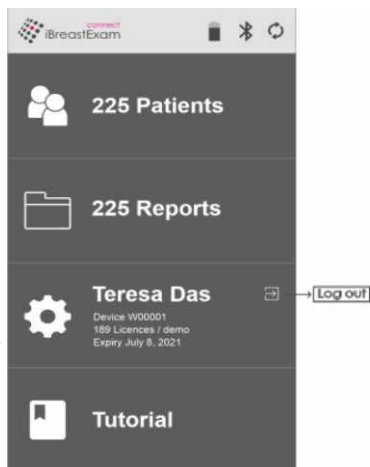 connect
iBreastExam
225 Patients
225 Reports
Teresa Das
Device W00001
189 Licences / demo
Expiry July 8, 2021
Log out
Tutorial